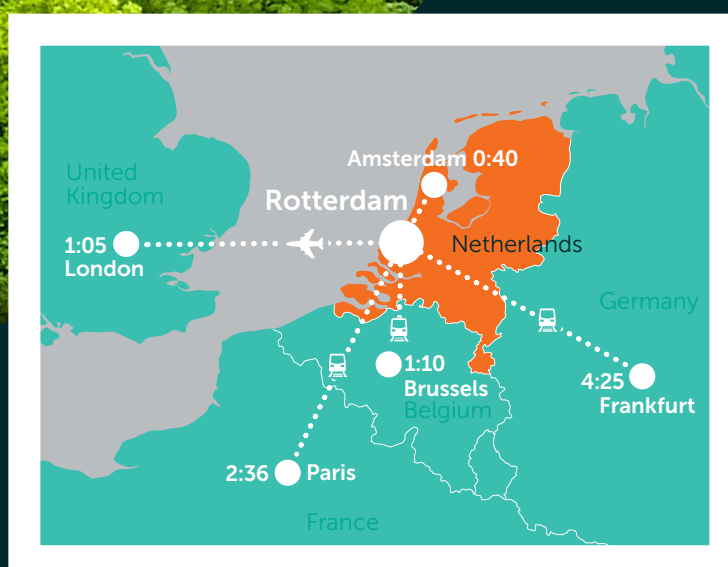 Amsterdam 0:40
United
Kingdom
Rotterdam
1:05
London
Netherlands
Germany
1:10
Brussels
Belgium
4:25
Frankfurt
2:36 Paris
France